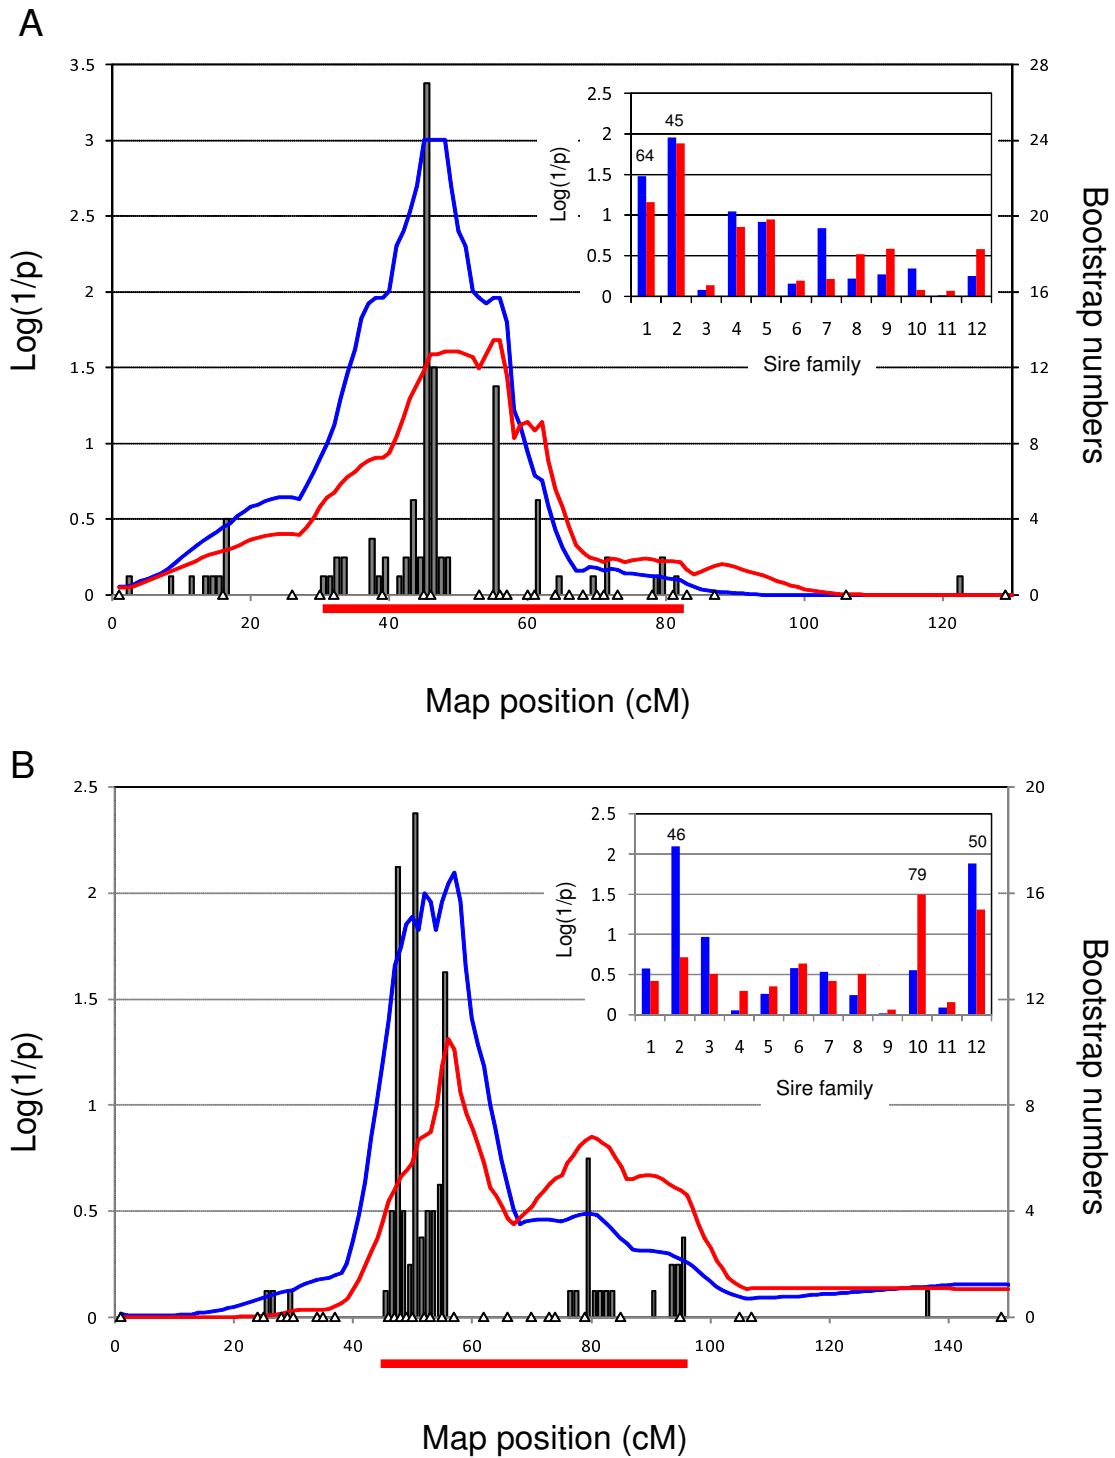 A
3.5
3
2.5
2
1.5
1
0.5
0
Log(1/p)
28
24
20
16
12
8
4
0
Bootstrap numbers
0 20 40 60 80 100 120
Map position (cM)
2.5
2
1.5
1
0.5
0
Log(1/p)
64
45
1 2 3 4 5 6 7 8 9 10 11 12
Sire family
B
2.5
2
1.5
1
0.5
0
Log(1/p)
20
16
12
8
4
0
Bootstrap numbers
0 20 40 60 80 100 120 140
Map position (cM)
2.5
2
1.5
1
0.5
0
Log(1/p)
46
79
50
1 2 3 4 5 6 7 8 9 10 11 12
Sire family